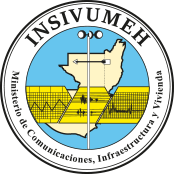 INSIVUMEH
Ministerio de Comunicaciones, Infraestructura y Vivienda